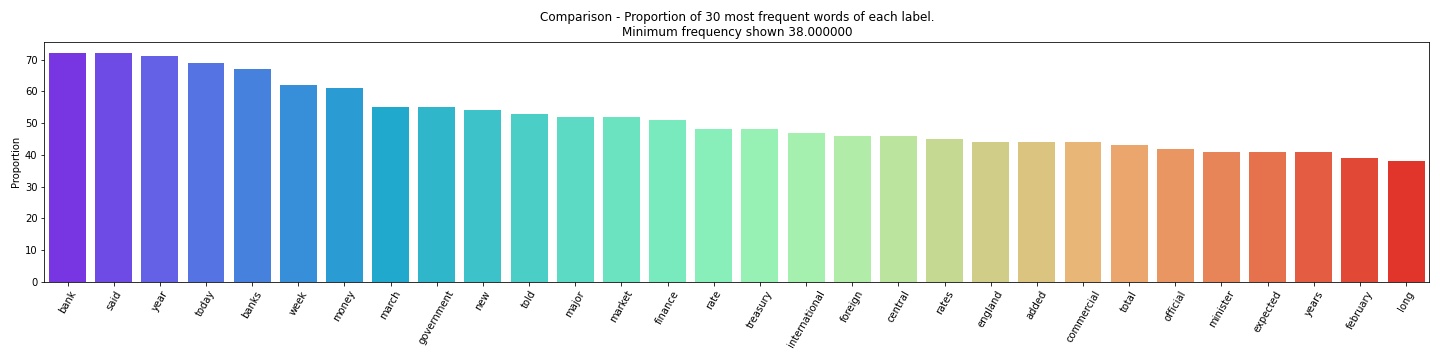 Comparison - Proportion of 30 most frequent words of each label.
Minimum frequency shown 38.000000
Proportion
70
60
50
40
30
20
10
0
bank
said
year
today
banks
week
money
march
government
new
told
major
market
finance
rate
treasury
international
foreign
central
rates
england
added
commercial
total
official
minister
expected
years
february
long